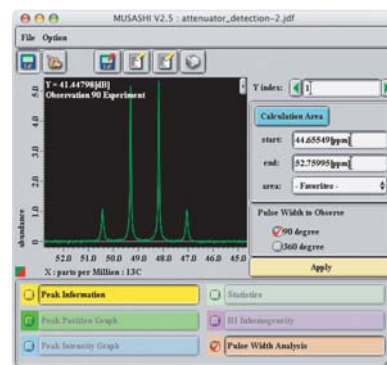 MUSASHI V2.5 : attenuator_detection-2.jdf
File Option
Y = 41.44798[dB]
Observation 90 Experiment
Y index: 1
Calculation Area
start: 44.65549[ppm]
end: 52.75995[ppm]
area: - Favorites -
Pulse Width to Observe
90 degree
360 degree
Apply
abundance
0 1.0 2.0 3.0 4.0 5.0
52.0 51.0 50.0 49.0 48.0 47.0 46.0 45.0
X : parts per Million : 13C
Peak Information
Statistics
Peak Position Graph
H1 Inhomogeneity
Peak Intensity Graph
Pulse Width Analysis